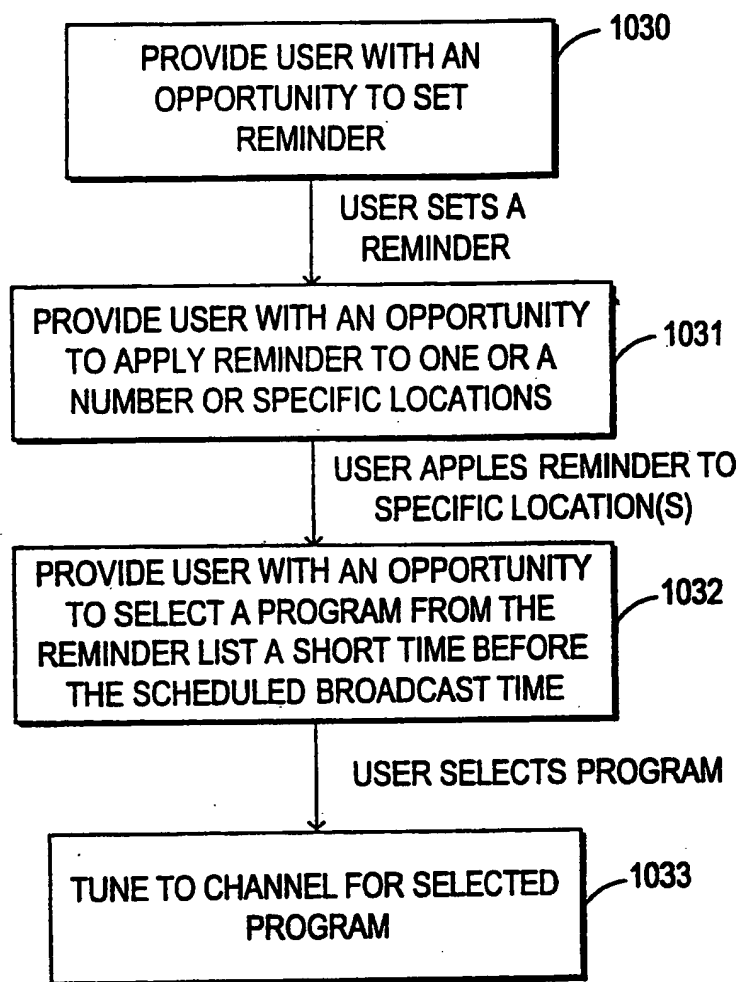 PROVIDE USER WITH AN
OPPORTUNITY TO SET
REMINDER
1030
USER SETS A
REMINDER
PROVIDE USER WITH AN OPPORTUNITY
TO APPLY REMINDER TO ONE OR A
NUMBER OR SPECIFIC LOCATIONS
1031
USER APPLES REMINDER TO
SPECIFIC LOCATION(S)
PROVIDE USER WITH AN OPPORTUNITY
TO SELECT A PROGRAM FROM THE
REMINDER LIST A SHORT TIME BEFORE
THE SCHEDULED BROADCAST TIME
1032
USER SELECTS PROGRAM
TUNE TO CHANNEL FOR SELECTED
PROGRAM
1033